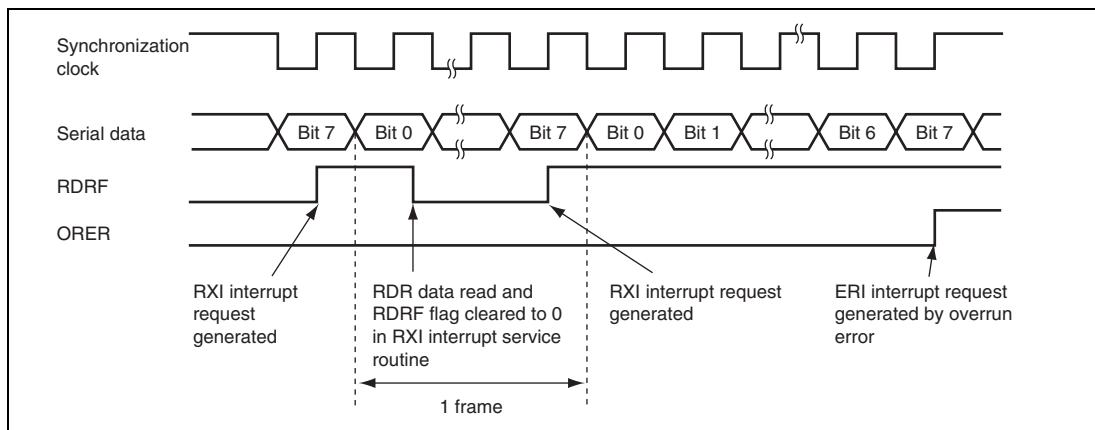 Synchronization
clock
Serial data
Bit 7
Bit 0
Bit 7
Bit 0
Bit 1
Bit 6
Bit 7
RDRF
ORER
RXI interrupt
request
generated
RDR data read and
RDRF flag cleared to 0
in RXI interrupt service
routine
RXI interrupt request
generated
ERI interrupt request
generated by overrun
error
1 frame